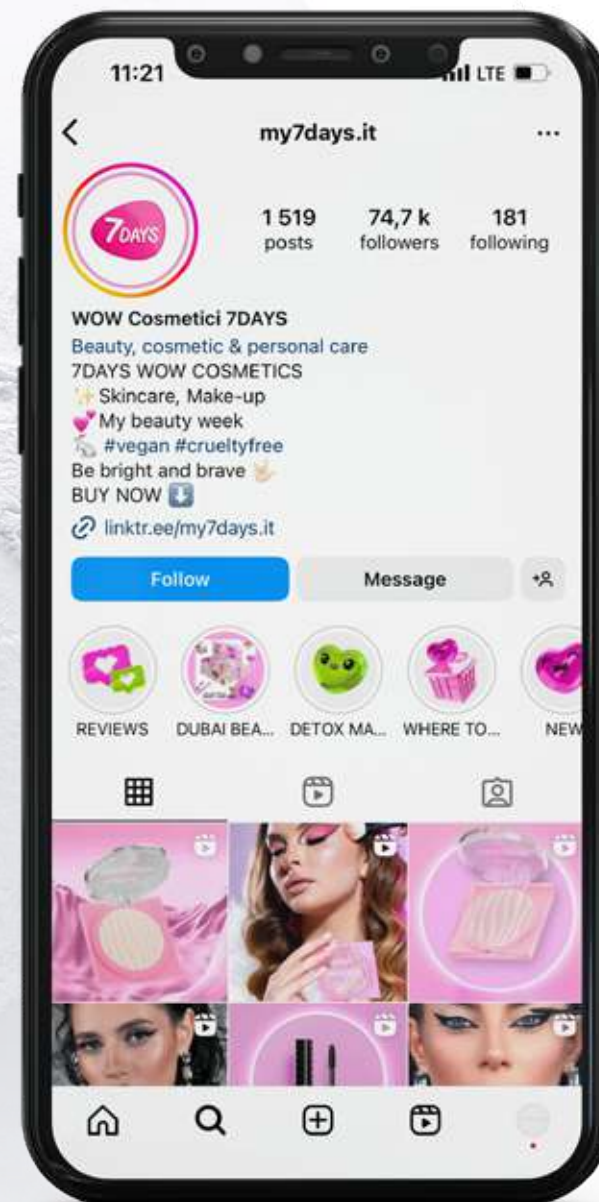 11:21
LTE
my7days.it
7DAYS
1 519 74,7 k 181
posts followers following
WOW Cosmetici 7DAYS
Beauty, cosmetic & personal care
7DAYS WOW COSMETICS
✨ Skincare, Make-up
💕 My beauty week
🐇 #vegan #crueltyfree
Be bright and brave 🤟🏻
BUY NOW ⬇️
linktr.ee/my7days.it
Follow Message
REVIEWS DUBAI BEA... DETOX MA... WHERE TO... NEW